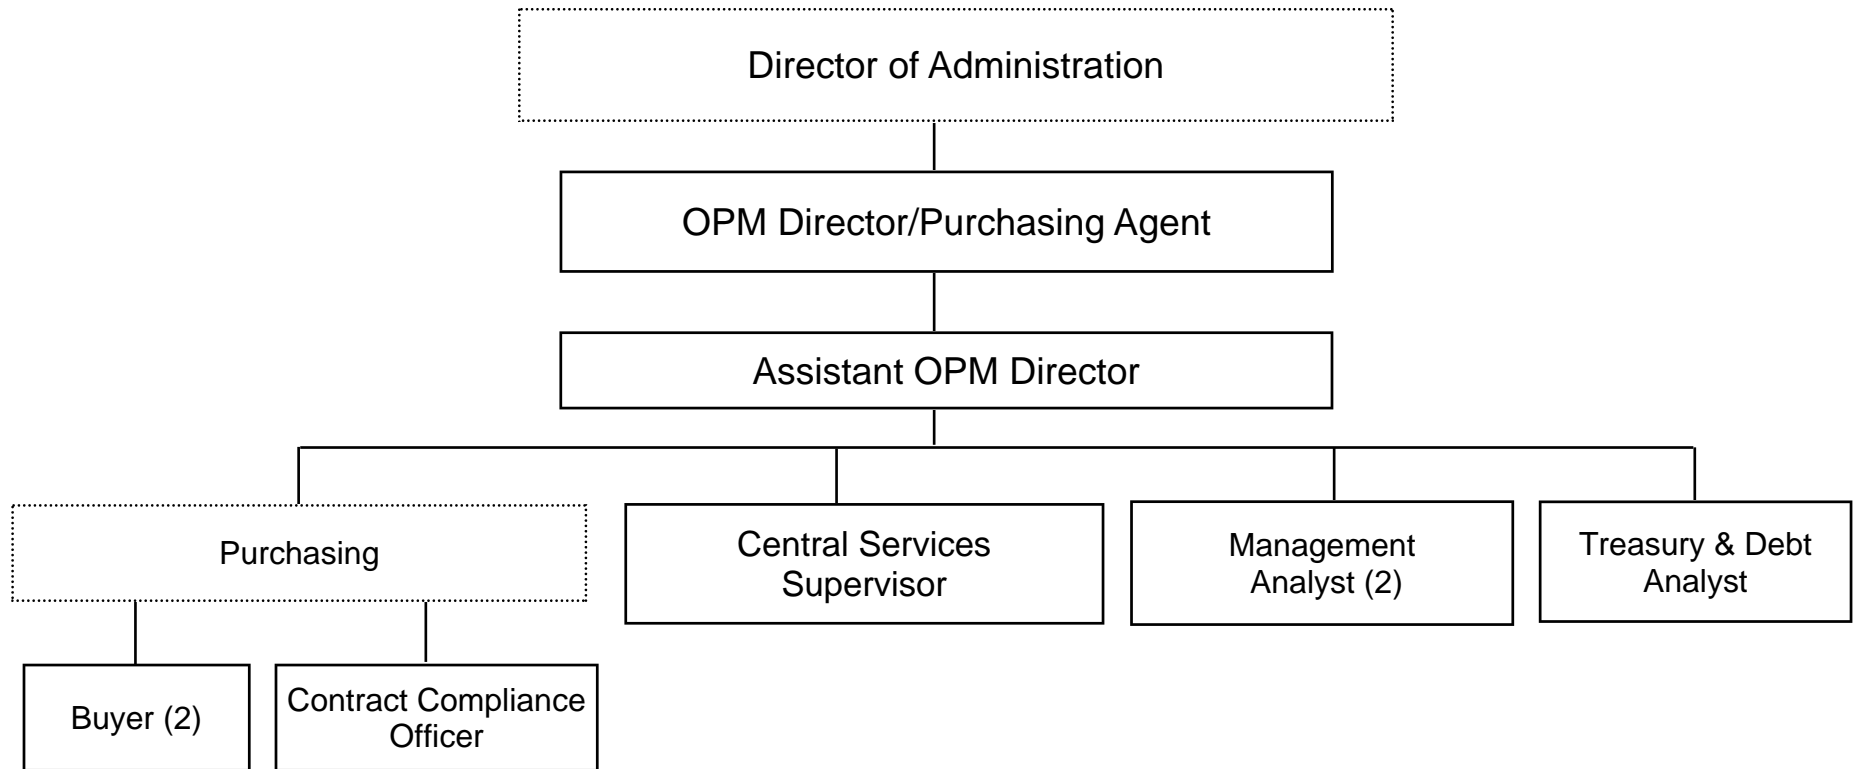 Director of Administration
OPM Director/Purchasing Agent
Assistant OPM Director
Purchasing
Central Services
Supervisor
Management
Analyst (2)
Treasury & Debt
Analyst
Buyer (2)
Contract Compliance
Officer